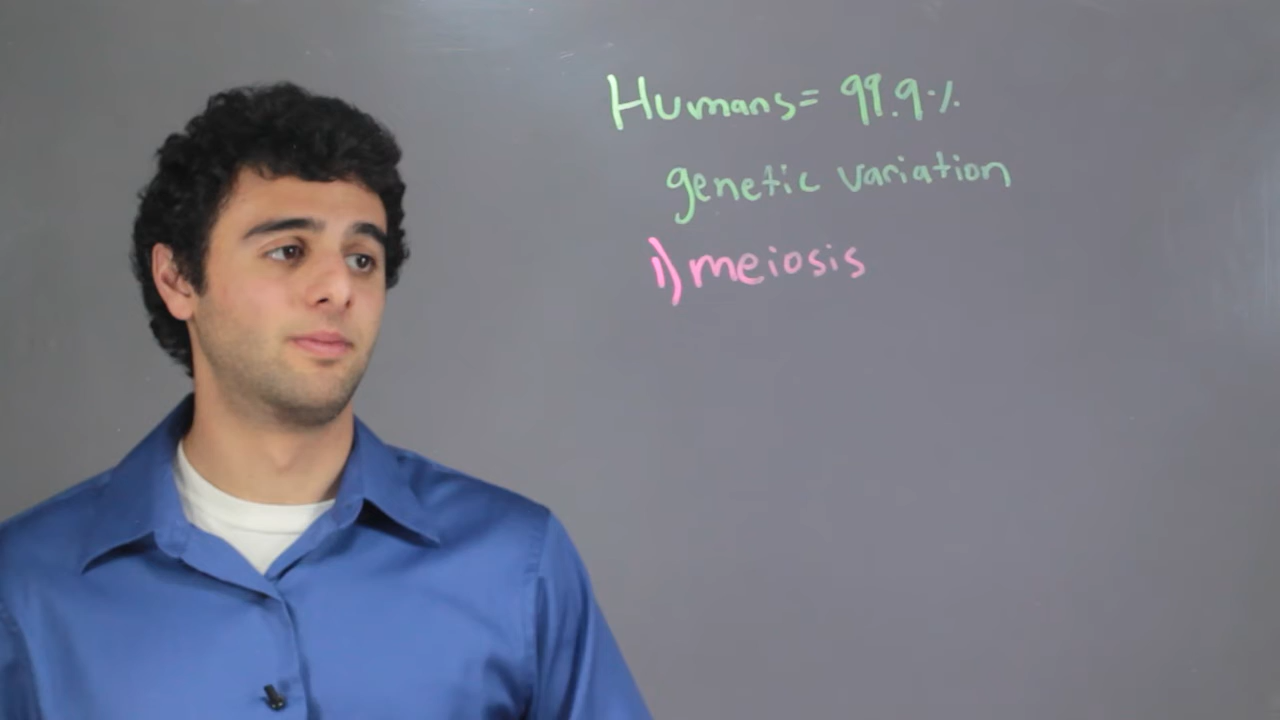 Humans= 99.9%
genetic variation
1) meiosis